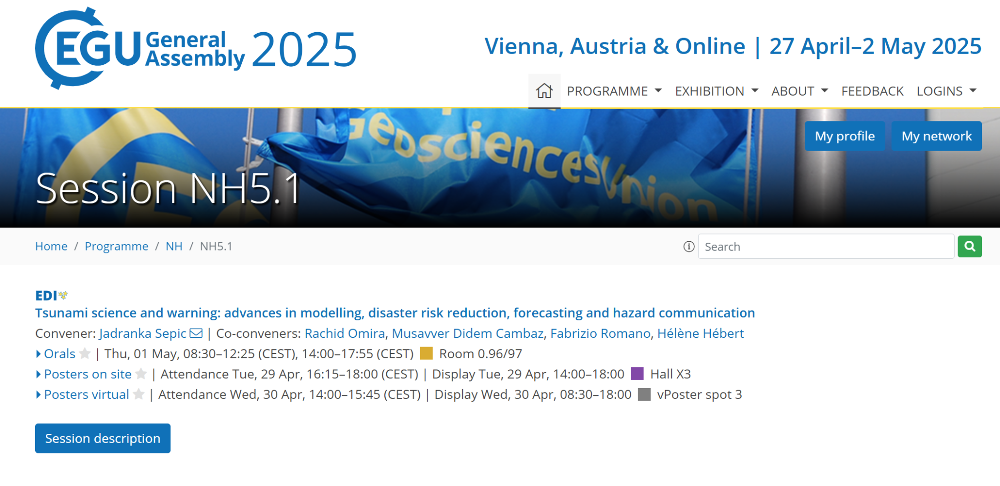 EGU General Assembly 2025
Vienna, Austria & Online | 27 April–2 May 2025
PROGRAMME EXHIBITION ABOUT FEEDBACK LOGINS
Geosciences Union
My profile My network
Session NH5.1
Home / Programme / NH / NH5.1
Search
EDI
Tsunami science and warning: advances in modelling, disaster risk reduction, forecasting and hazard communication
Convener: Jadranka Sepic | Co-conveners: Rachid Omira, Musavver Didem Cambaz, Fabrizio Romano, Hélène Hébert
Orals | Thu, 01 May, 08:30–12:25 (CEST), 14:00–17:55 (CEST) Room 0.96/97
Posters on site | Attendance Tue, 29 Apr, 16:15–18:00 (CEST) | Display Tue, 29 Apr, 14:00–18:00 Hall X3
Posters virtual | Attendance Wed, 30 Apr, 14:00–15:45 (CEST) | Display Wed, 30 Apr, 08:30–18:00 vPoster spot 3
Session description